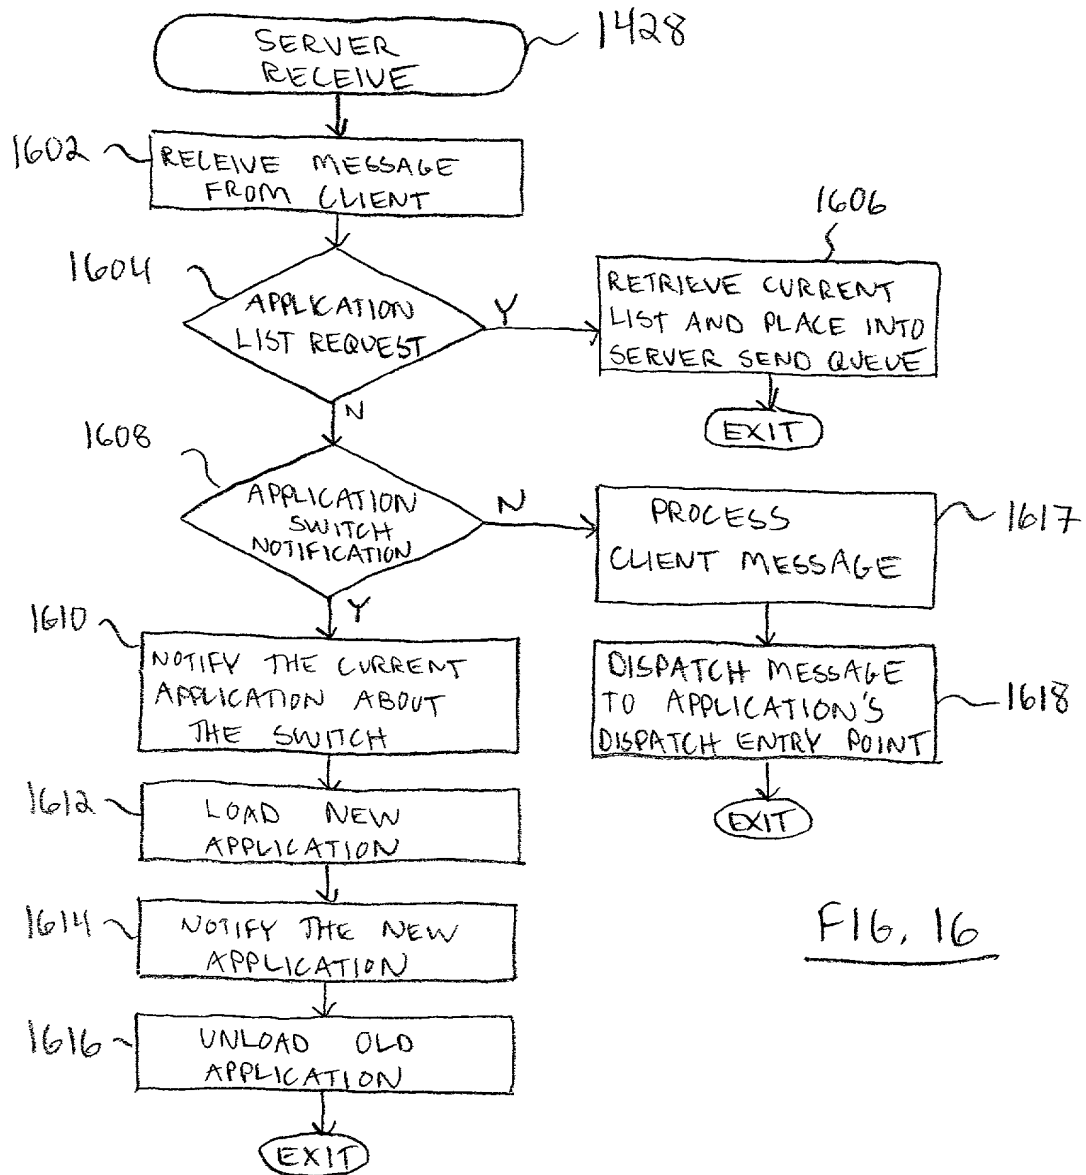 SERVER
RECEIVE
1428
1602
RECEIVE MESSAGE
FROM CLIENT
1604
APPLICATION
LIST REQUEST
Y
1606
RETRIEVE CURRENT
LIST AND PLACE INTO
SERVER SEND QUEUE
EXIT
N
1608
APPLICATION
SWITCH
NOTIFICATION
N
PROCESS
CLIENT MESSAGE
1617
DISPATCH MESSAGE
TO APPLICATION'S
DISPATCH ENTRY POINT
1618
EXIT
Y
1610
NOTIFY THE CURRENT
APPLICATION ABOUT
THE SWITCH
1612
LOAD NEW
APPLICATION
1614
NOTIFY THE NEW
APPLICATION
1616
UNLOAD OLD
APPLICATION
EXIT
FIG. 16